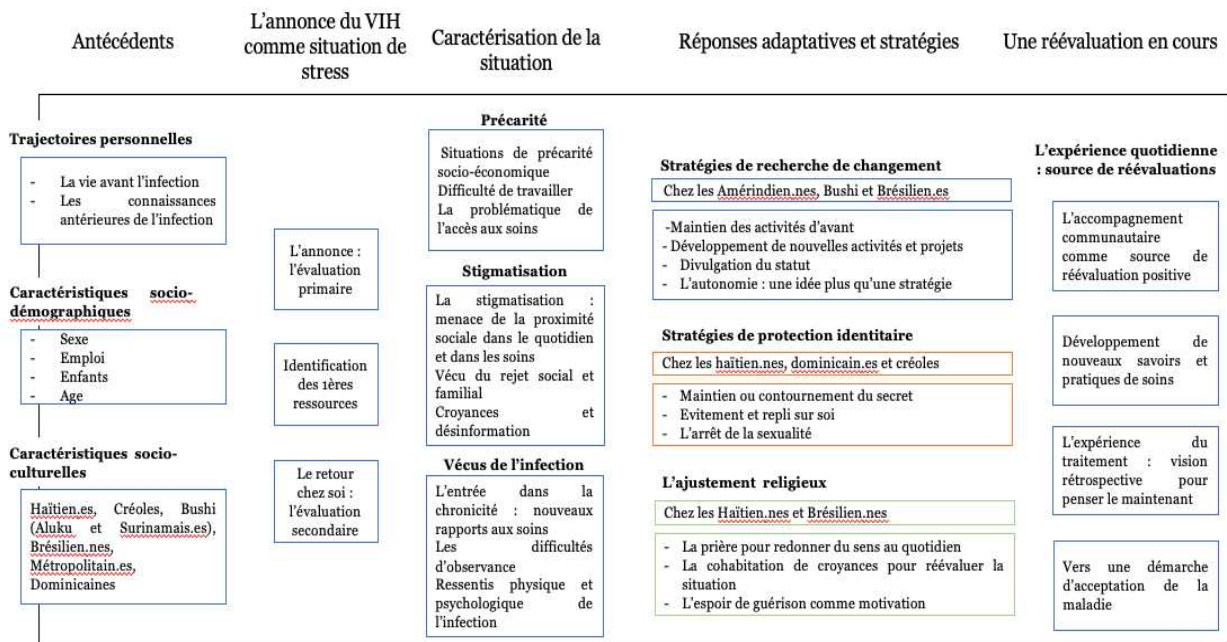 Antécédents
L'annonce du VIH
comme situation de
stress
Caractérisation de la
situation
Réponses adaptatives et stratégies
Une réévaluation en cours
Trajectoires personnelles
- La vie avant l'infection
- Les connaissances
antérieures de l'infection
Caractéristiques socio-
démographiques
- Sexe
- Emploi
- Enfants
- Age
Caractéristiques socio-
culturelles
Haïtien.es, Créoles, Bushi
(Aluku et Surinamais.es),
Brésilien.nes,
Métropolitain.es,
Dominicaines
L'annonce :
l'évaluation
primaire
Identification
des 1ères
ressources
Le retour
chez soi :
l'évaluation
secondaire
Précarité
Situations de précarité
socio-économique
Difficulté de travailler
La problématique de
l'accès aux soins
Stigmatisation
La stigmatisation :
menace de la proximité
sociale dans le quotidien
et dans les soins
Vécu du rejet social et
familial
Croyances et
désinformation
Vécus de l'infection
L'entrée dans la
chronicité : nouveaux
rapports aux soins
Les difficultés
d'observance
Ressentis physique et
psychologique de
l'infection
Stratégies de recherche de changement
Chez les Amérindien.nes, Bushi et Brésilien.es
-Maintien des activités d'avant
- Développement de nouvelles activités et projets
- Divulgation du statut
- L'autonomie : une idée plus qu'une stratégie
Stratégies de protection identitaire
Chez les haïtien.nes, dominicain.es et créoles
- Maintien ou contournement du secret
- Evitement et repli sur soi
- L'arrêt de la sexualité
L'ajustement religieux
Chez les Haïtien.nes et Brésilien.nes
- La prière pour redonner du sens au quotidien
- La cohabitation de croyances pour réévaluer la
situation
- L'espoir de guérison comme motivation
L'expérience quotidienne
: source de réévaluations
L'accompagnement
communautaire
comme source de
réévaluation positive
Développement de
nouveaux savoirs et
pratiques de soins
L'expérience du
traitement : vision
rétrospective pour
penser le maintenant
Vers une démarche
d'acceptation de la
maladie